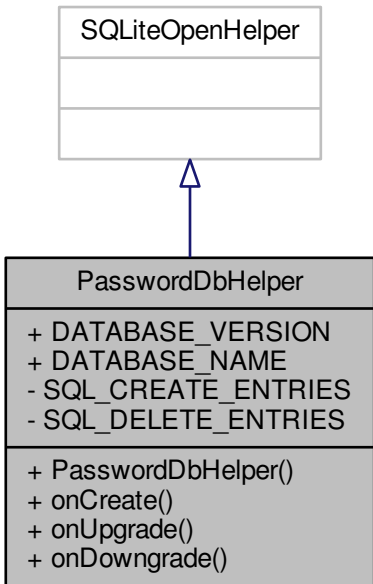 SQLiteOpenHelper
PasswordDbHelper
+ DATABASE_VERSION
+ DATABASE_NAME
- SQL_CREATE_ENTRIES
- SQL_DELETE_ENTRIES
+ PasswordDbHelper()
+ onCreate()
+ onUpgrade()
+ onDowngrade()